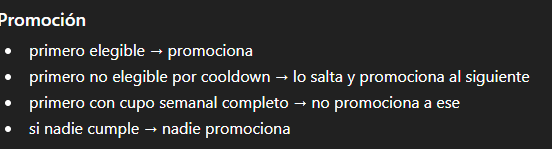 Promoción
• primero elegible → promociona
• primero no elegible por cooldown → lo salta y promociona al siguiente
• primero con cupo semanal completo → no promociona a ese
• si nadie cumple → nadie promociona